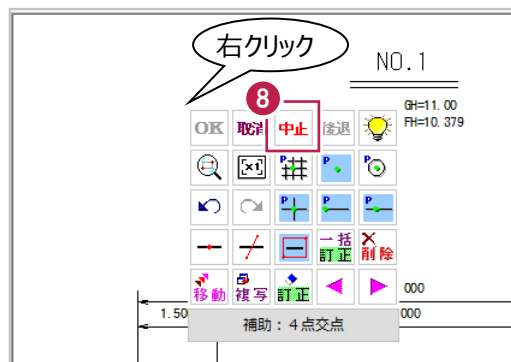 右クリック
NO.1
8
GH=11.00
FH=10.379
OK 取消 中止 後退
[×1] P P P
P P P
一括訂正 削除
移動 複写 訂正
000
1.50
000
補助：４点交点